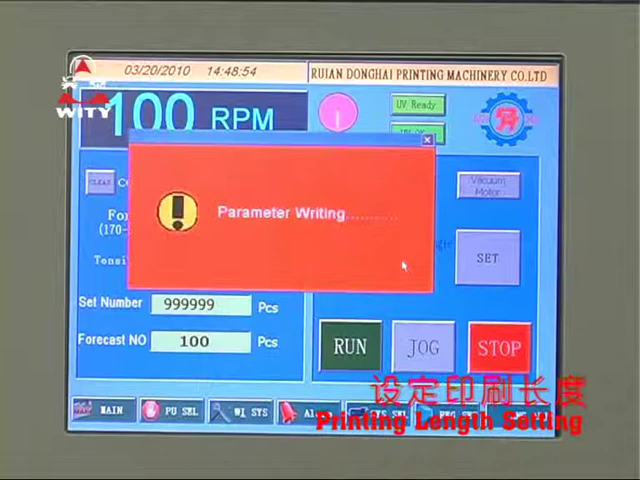 03/20/2010 14:48:54
RUIAN DONGHAI PRINTING MACHINERY CO.LTD
WITY
100 RPM
UV Ready
CLEAR
Vacuum
Motor
Parameter Writing..........
(170-
SET
Set Number 999999 Pcs
Forecast NO 100 Pcs
RUN JOG STOP
MAIN PU SEL WI SYS
设定印刷长度
Printing Length Setting